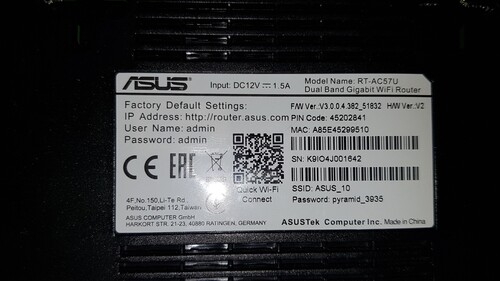 ASUS
Input: DC12V ⎓ 1.5A
Model Name: RT-AC57U
Dual Band Gigabit WiFi Router
Factory Default Settings:
IP Address: http://router.asus.com
User Name: admin
Password: admin
F/W Ver.:V3.0.0.4.382_51832 H/W Ver.:V2
PIN Code: 45202841
MAC: A85E45299510
SN: K9IO4J001642
CE EAC
Quick Wi-Fi
Connect
SSID: ASUS_10
Password: pyramid_3935
4F,No.150,Li-Te Rd.,
Peitou,Taipei 112,Taiwan
ASUS COMPUTER GmbH
HARKORT STR. 21-23, 40880 RATINGEN, GERMANY
ASUSTek Computer Inc. Made in China